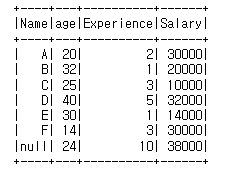 +----+---+----------+------+
|Name|age|Experience|Salary|
+----+---+----------+------+
|   A| 20|         2| 30000|
|   B| 32|         1| 20000|
|   C| 25|         3| 10000|
|   D| 40|         5| 32000|
|   E| 30|         1| 14000|
|   F| 14|         3| 30000|
|null| 24|        10| 38000|
+----+---+----------+------+